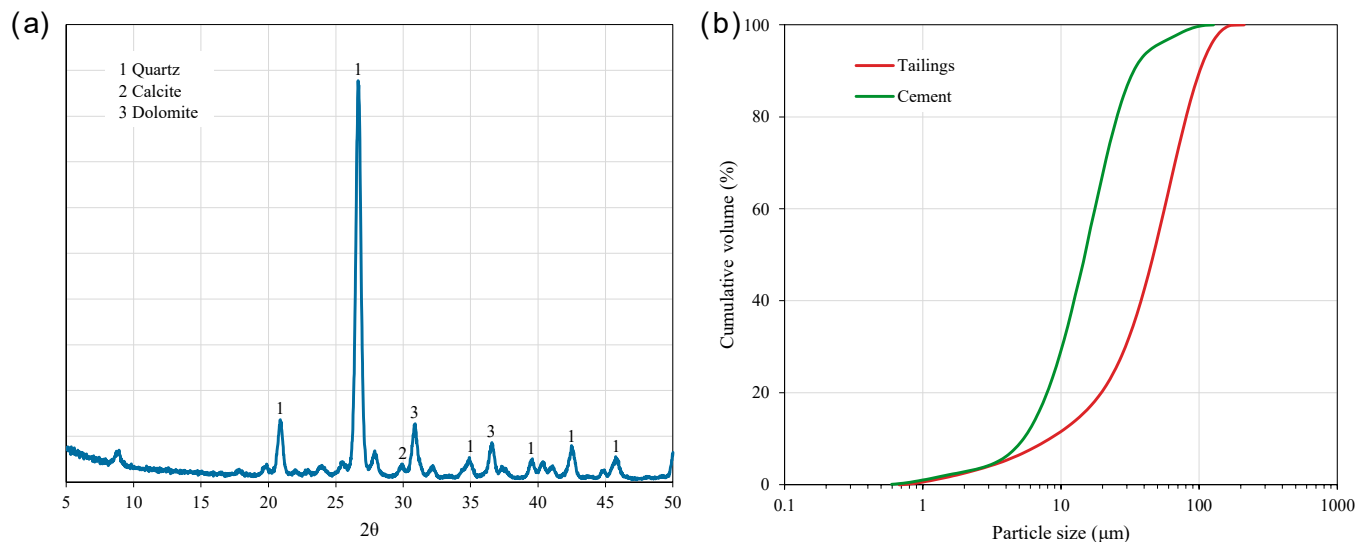 (a)
1 Quartz
2 Calcite
3 Dolomite
1
1
2
3
1
3
1
1
1
5 10 15 20 25 30 35 40 45 50
2θ
(b)
Cumulative volume (%)
100
80
60
40
20
0
Tailings
Cement
0.1 1 10 100 1000
Particle size (μm)